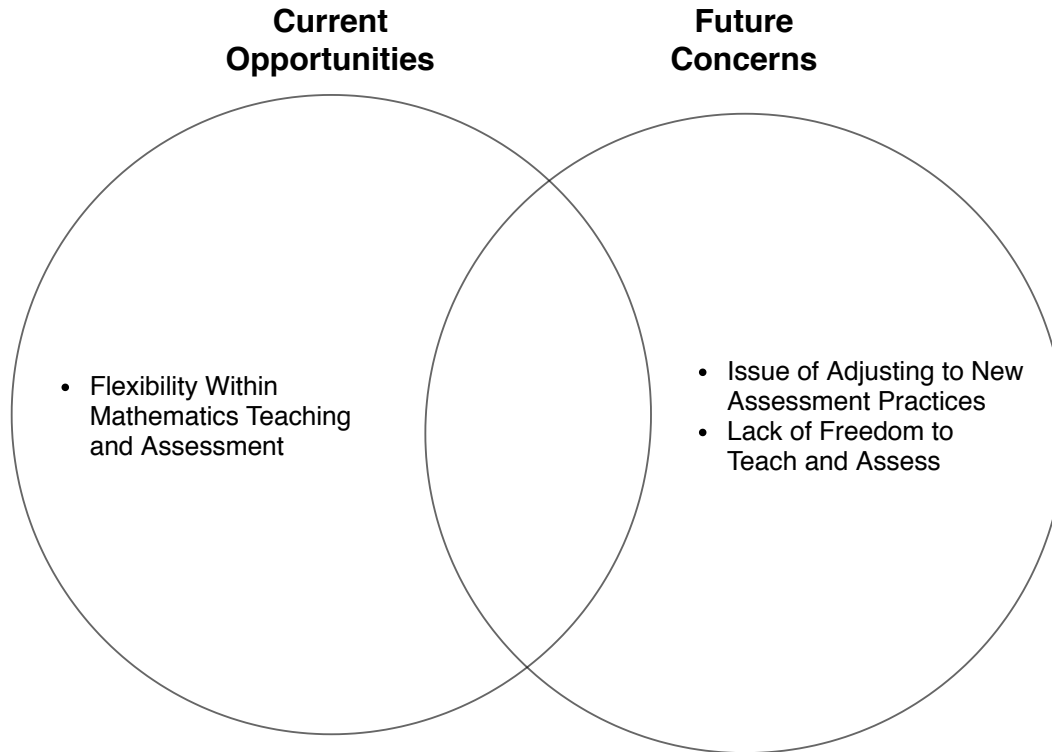 Current
Opportunities
Future
Concerns
• Flexibility Within
Mathematics Teaching
and Assessment
• Issue of Adjusting to New
Assessment Practices
• Lack of Freedom to
Teach and Assess